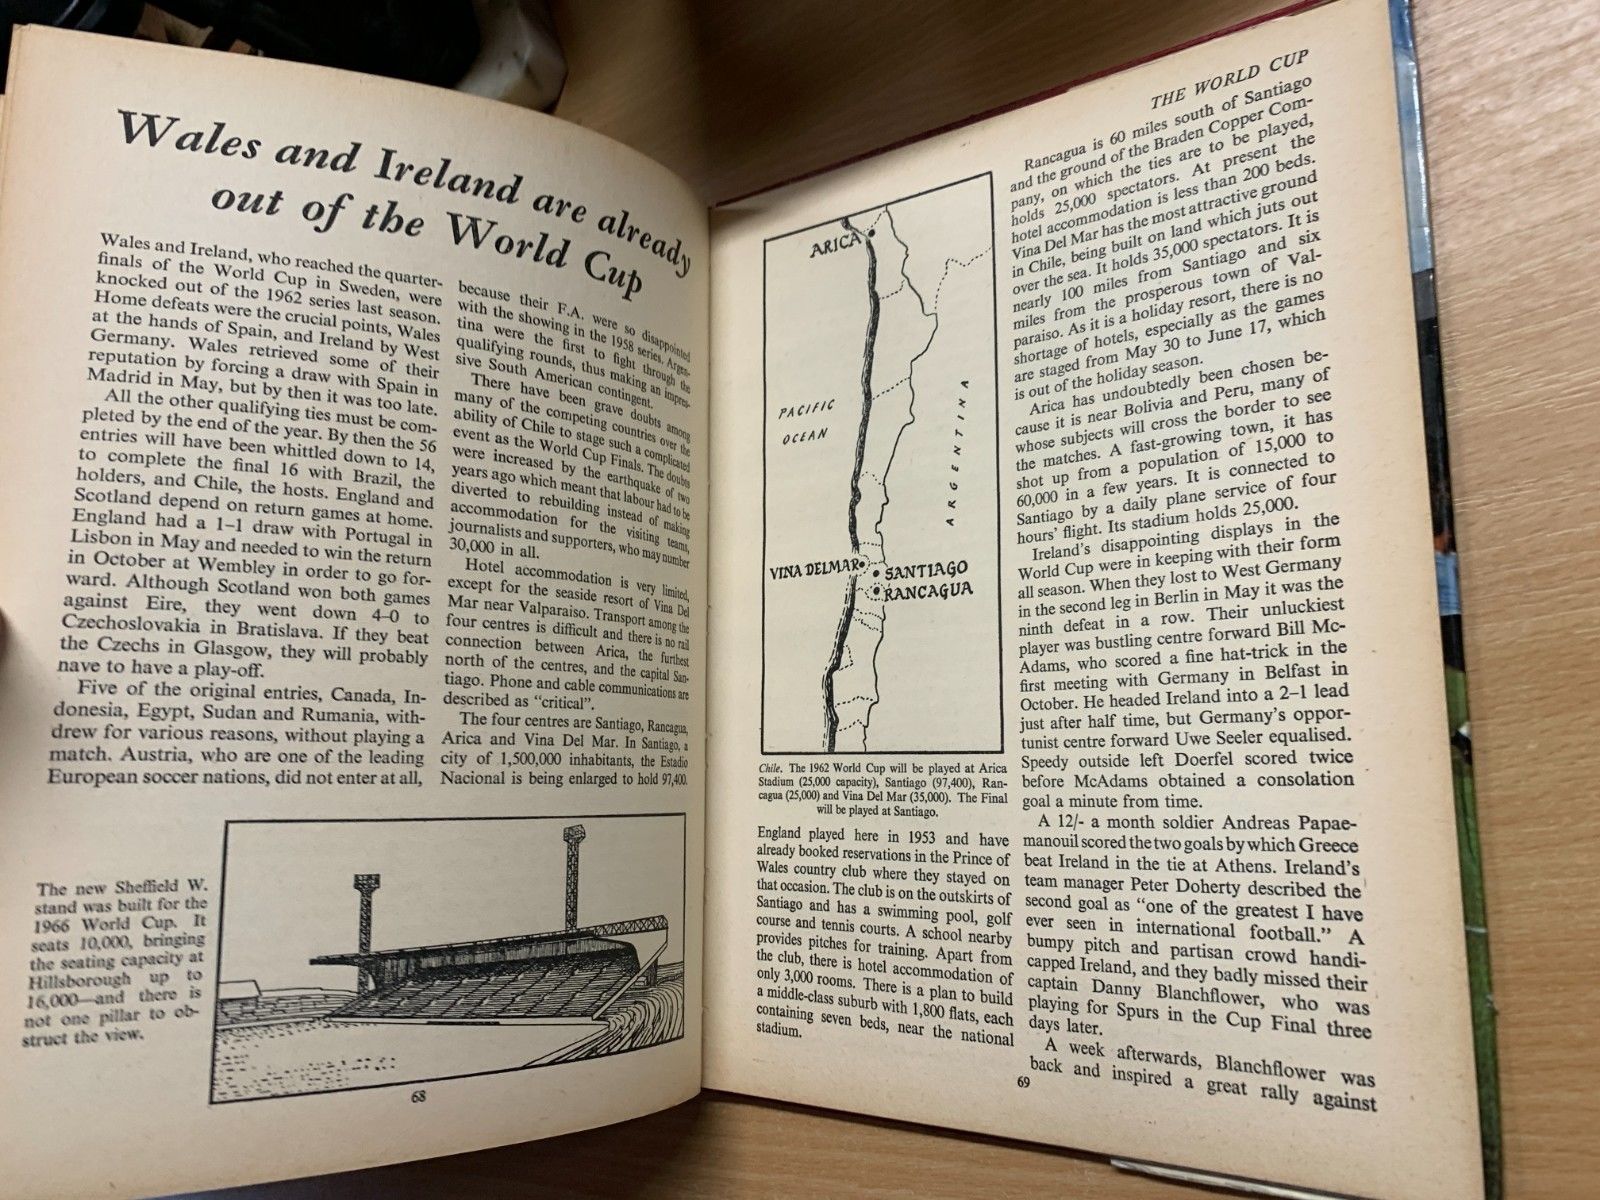 Wales and Ireland are already
out of the World Cup
Wales and Ireland, who reached the quarter-
finals of the World Cup in Sweden, were
knocked out of the 1962 series last season.
Home defeats were the crucial points, Wales
at the hands of Spain, and Ireland by West
Germany. Wales retrieved some of their
reputation by forcing a draw with Spain in
Madrid in May, but by then it was too late.
All the other qualifying ties must be com-
pleted by the end of the year. By then the 56
entries will have been whittled down to 14,
to complete the final 16 with Brazil, the
holders, and Chile, the hosts. England and
Scotland depend on return games at home.
England had a 1–1 draw with Portugal in
Lisbon in May and needed to win the return
in October at Wembley in order to go for-
ward. Although Scotland won both games
against Eire, they went down 4–0 to
Czechoslovakia in Bratislava. If they beat
the Czechs in Glasgow, they will probably
nave to have a play-off.
Five of the original entries, Canada, In-
donesia, Egypt, Sudan and Rumania, with-
drew for various reasons, without playing a
match. Austria, who are one of the leading
European soccer nations, did not enter at all,
because their F.A. were so disappointed
with the showing in the 1958 series. Argen-
tina were the first to fight through the
qualifying rounds, thus making an impres-
sive South American contingent.
There have been grave doubts among
many of the competing countries over the
ability of Chile to stage such a complicated
event as the World Cup Finals. The doubts
were increased by the earthquake of two
years ago which meant that labour had to be
diverted to rebuilding instead of making
accommodation for the visiting teams,
journalists and supporters, who may number
30,000 in all.
Hotel accommodation is very limited,
except for the seaside resort of Vina Del
Mar near Valparaiso. Transport among the
four centres is difficult and there is no rail
connection between Arica, the furthest
north of the centres, and the capital San-
tiago. Phone and cable communications are
described as "critical".
The four centres are Santiago, Rancagua,
Arica and Vina Del Mar. In Santiago, a
city of 1,500,000 inhabitants, the Estadio
Nacional is being enlarged to hold 97,400.
The new Sheffield W.
stand was built for the
1966 World Cup. It
seats 10,000, bringing
the seating capacity at
Hillsborough up to
16,000—and there is
not one pillar to ob-
struct the view.
68
THE WORLD CUP
ARICA
PACIFIC
OCEAN
ARGENTINA
VINA DELMAR
SANTIAGO
RANCAGUA
Chile. The 1962 World Cup will be played at Arica
Stadium (25,000 capacity), Santiago (97,400), Ran-
cagua (25,000) and Vina Del Mar (35,000). The Final
will be played at Santiago.
England played here in 1953 and have
already booked reservations in the Prince of
Wales country club where they stayed on
that occasion. The club is on the outskirts of
Santiago and has a swimming pool, golf
course and tennis courts. A school nearby
provides pitches for training. Apart from
the club, there is hotel accommodation of
only 3,000 rooms. There is a plan to build
a middle-class suburb with 1,800 flats, each
containing seven beds, near the national
stadium.
Rancagua is 60 miles south of Santiago
and the ground of the Braden Copper Com-
pany, on which the ties are to be played,
holds 25,000 spectators. At present the
hotel accommodation is less than 200 beds.
Vina Del Mar has the most attractive ground
in Chile, being built on land which juts out
over the sea. It holds 35,000 spectators. It is
nearly 100 miles from Santiago and six
miles from the prosperous town of Val-
paraiso. As it is a holiday resort, there is no
shortage of hotels, especially as the games
are staged from May 30 to June 17, which
is out of the holiday season.
Arica has undoubtedly been chosen be-
cause it is near Bolivia and Peru, many of
whose subjects will cross the border to see
the matches. A fast-growing town, it has
shot up from a population of 15,000 to
60,000 in a few years. It is connected to
Santiago by a daily plane service of four
hours' flight. Its stadium holds 25,000.
Ireland's disappointing displays in the
World Cup were in keeping with their form
all season. When they lost to West Germany
in the second leg in Berlin in May it was the
ninth defeat in a row. Their unluckiest
player was bustling centre forward Bill Mc-
Adams, who scored a fine hat-trick in the
first meeting with Germany in Belfast in
October. He headed Ireland into a 2–1 lead
just after half time, but Germany's oppor-
tunist centre forward Uwe Seeler equalised.
Speedy outside left Doerfel scored twice
before McAdams obtained a consolation
goal a minute from time.
A 12/- a month soldier Andreas Papae-
manouil scored the two goals by which Greece
beat Ireland in the tie at Athens. Ireland's
team manager Peter Doherty described the
second goal as "one of the greatest I have
ever seen in international football." A
bumpy pitch and partisan crowd handi-
capped Ireland, and they badly missed their
captain Danny Blanchflower, who was
playing for Spurs in the Cup Final three
days later.
A week afterwards, Blanchflower was
back and inspired a great rally against
69